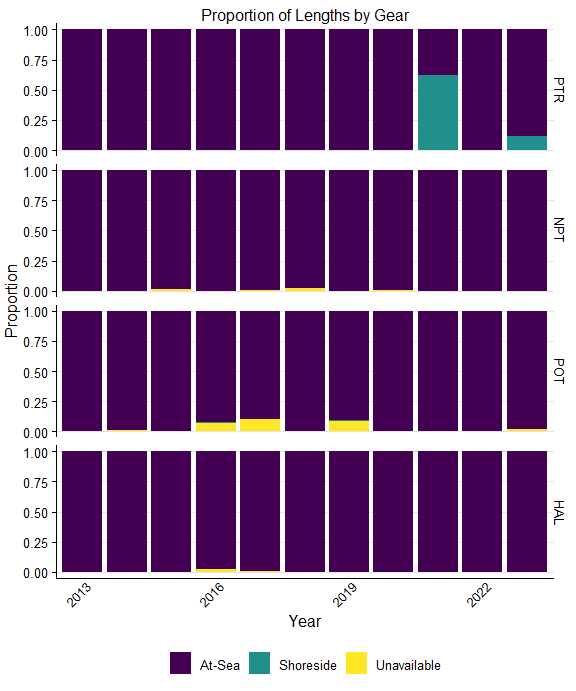 Proportion of Lengths by Gear
1.00
0.75
0.50
0.25
0.00
PTR
1.00
0.75
0.50
0.25
0.00
NPT
Proportion
1.00
0.75
0.50
0.25
0.00
POT
1.00
0.75
0.50
0.25
0.00
HAL
2013 2016 2019 2022
Year
At-Sea Shoreside Unavailable